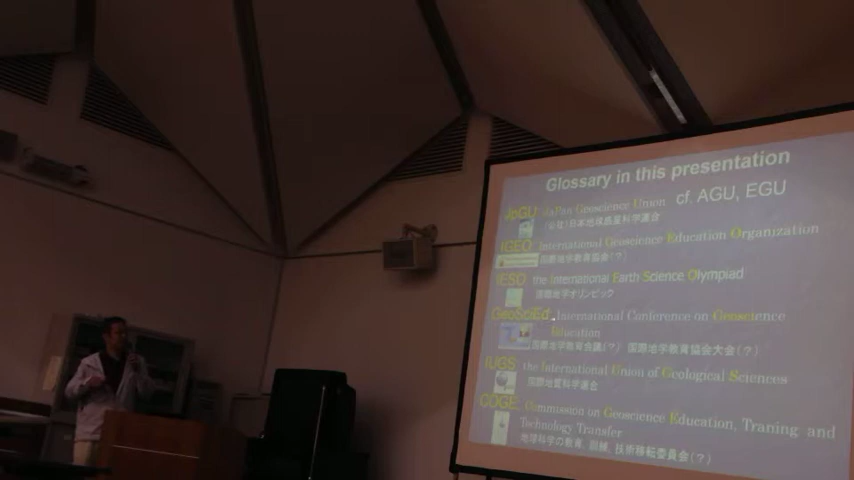 Glossary in this presentation
JpGU: JaPan Geoscience Union cf. AGU, EGU
(公社)日本地球惑星科学連合
IGEO: International Geoscience Education Organization
国際地学教育協会(?)
IESO: the International Earth Science Olympiad
国際地学オリンピック
GeoSciEd: International Conference on Geoscience
Education
国際地学教育会議(?) 国際地学教育協会大会(?)
IUGS: the International Union of Geological Sciences
国際地質科学連合
COGE: Commission on Geoscience Education, Traning, and
Technology Transfer
地球科学の教育, 訓練, 技術移転委員会(?)